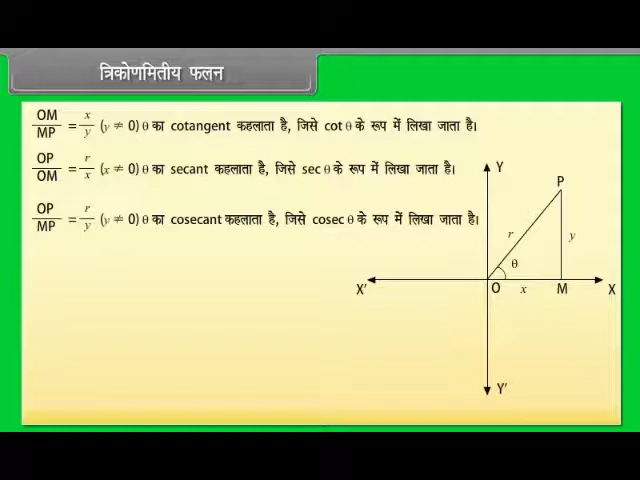 त्रिकोणमितीय फलन
OM/MP = x/y (y ≠ 0) θ का cotangent कहलाता है, जिसे cot θ के रूप में लिखा जाता है।
OP/OM = r/x (x ≠ 0) θ का secant कहलाता है, जिसे sec θ के रूप में लिखा जाता है।
OP/MP = r/y (y ≠ 0) θ का cosecant कहलाता है, जिसे cosec θ के रूप में लिखा जाता है।
Y
P
r
y
θ
X′
O
x
M
X
Y′